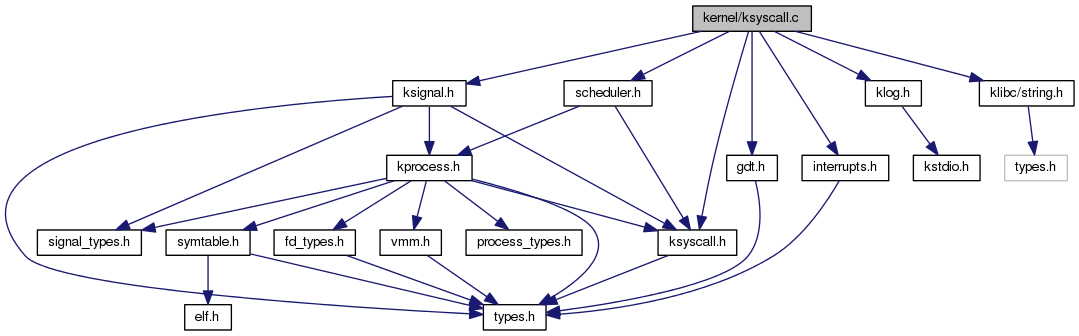 kernel/ksyscall.c
ksignal.h
scheduler.h
klog.h
klibc/string.h
kprocess.h
gdt.h
interrupts.h
kstdio.h
types.h
signal_types.h
symtable.h
fd_types.h
vmm.h
process_types.h
ksyscall.h
elf.h
types.h